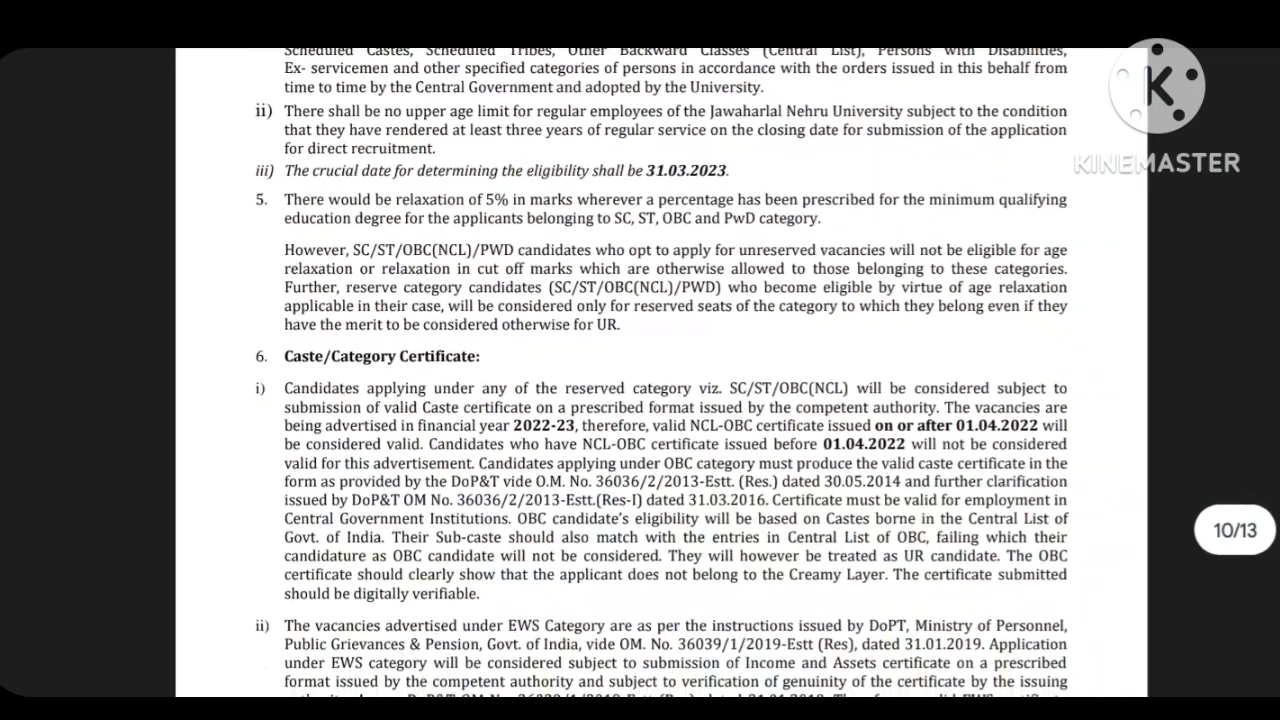 Scheduled Castes, Scheduled Tribes, Other Backward Classes (Central List), Persons with Disabilities,
Ex- servicemen and other specified categories of persons in accordance with the orders issued in this behalf from
time to time by the Central Government and adopted by the University.
ii) There shall be no upper age limit for regular employees of the Jawaharlal Nehru University subject to the condition
that they have rendered at least three years of regular service on the closing date for submission of the application
for direct recruitment.
iii) The crucial date for determining the eligibility shall be 31.03.2023.
5. There would be relaxation of 5% in marks wherever a percentage has been prescribed for the minimum qualifying
education degree for the applicants belonging to SC, ST, OBC and PwD category.
However, SC/ST/OBC(NCL)/PWD candidates who opt to apply for unreserved vacancies will not be eligible for age
relaxation or relaxation in cut off marks which are otherwise allowed to those belonging to these categories.
Further, reserve category candidates (SC/ST/OBC(NCL)/PWD) who become eligible by virtue of age relaxation
applicable in their case, will be considered only for reserved seats of the category to which they belong even if they
have the merit to be considered otherwise for UR.
6. Caste/Category Certificate:
i) Candidates applying under any of the reserved category viz. SC/ST/OBC(NCL) will be considered subject to
submission of valid Caste certificate on a prescribed format issued by the competent authority. The vacancies are
being advertised in financial year 2022-23, therefore, valid NCL-OBC certificate issued on or after 01.04.2022 will
be considered valid. Candidates who have NCL-OBC certificate issued before 01.04.2022 will not be considered
valid for this advertisement. Candidates applying under OBC category must produce the valid caste certificate in the
form as provided by the DoP&T vide O.M. No. 36036/2/2013-Estt. (Res.) dated 30.05.2014 and further clarification
issued by DoP&T OM No. 36036/2/2013-Estt.(Res-I) dated 31.03.2016. Certificate must be valid for employment in
Central Government Institutions. OBC candidate's eligibility will be based on Castes borne in the Central List of
Govt. of India. Their Sub-caste should also match with the entries in Central List of OBC, failing which their
candidature as OBC candidate will not be considered. They will however be treated as UR candidate. The OBC
certificate should clearly show that the applicant does not belong to the Creamy Layer. The certificate submitted
should be digitally verifiable.
ii) The vacancies advertised under EWS Category are as per the instructions issued by DoPT, Ministry of Personnel,
Public Grievances & Pension, Govt. of India, vide OM. No. 36039/1/2019-Estt (Res), dated 31.01.2019. Application
under EWS category will be considered subject to submission of Income and Assets certificate on a prescribed
format issued by the competent authority and subject to verification of genuinity of the certificate by the issuing
K
KINEMASTER
10/13